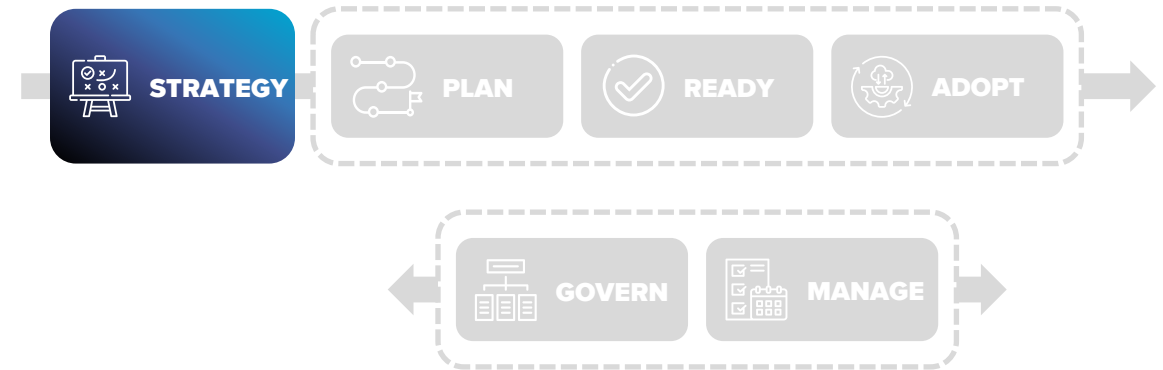 STRATEGY
PLAN
READY
ADOPT
GOVERN
MANAGE